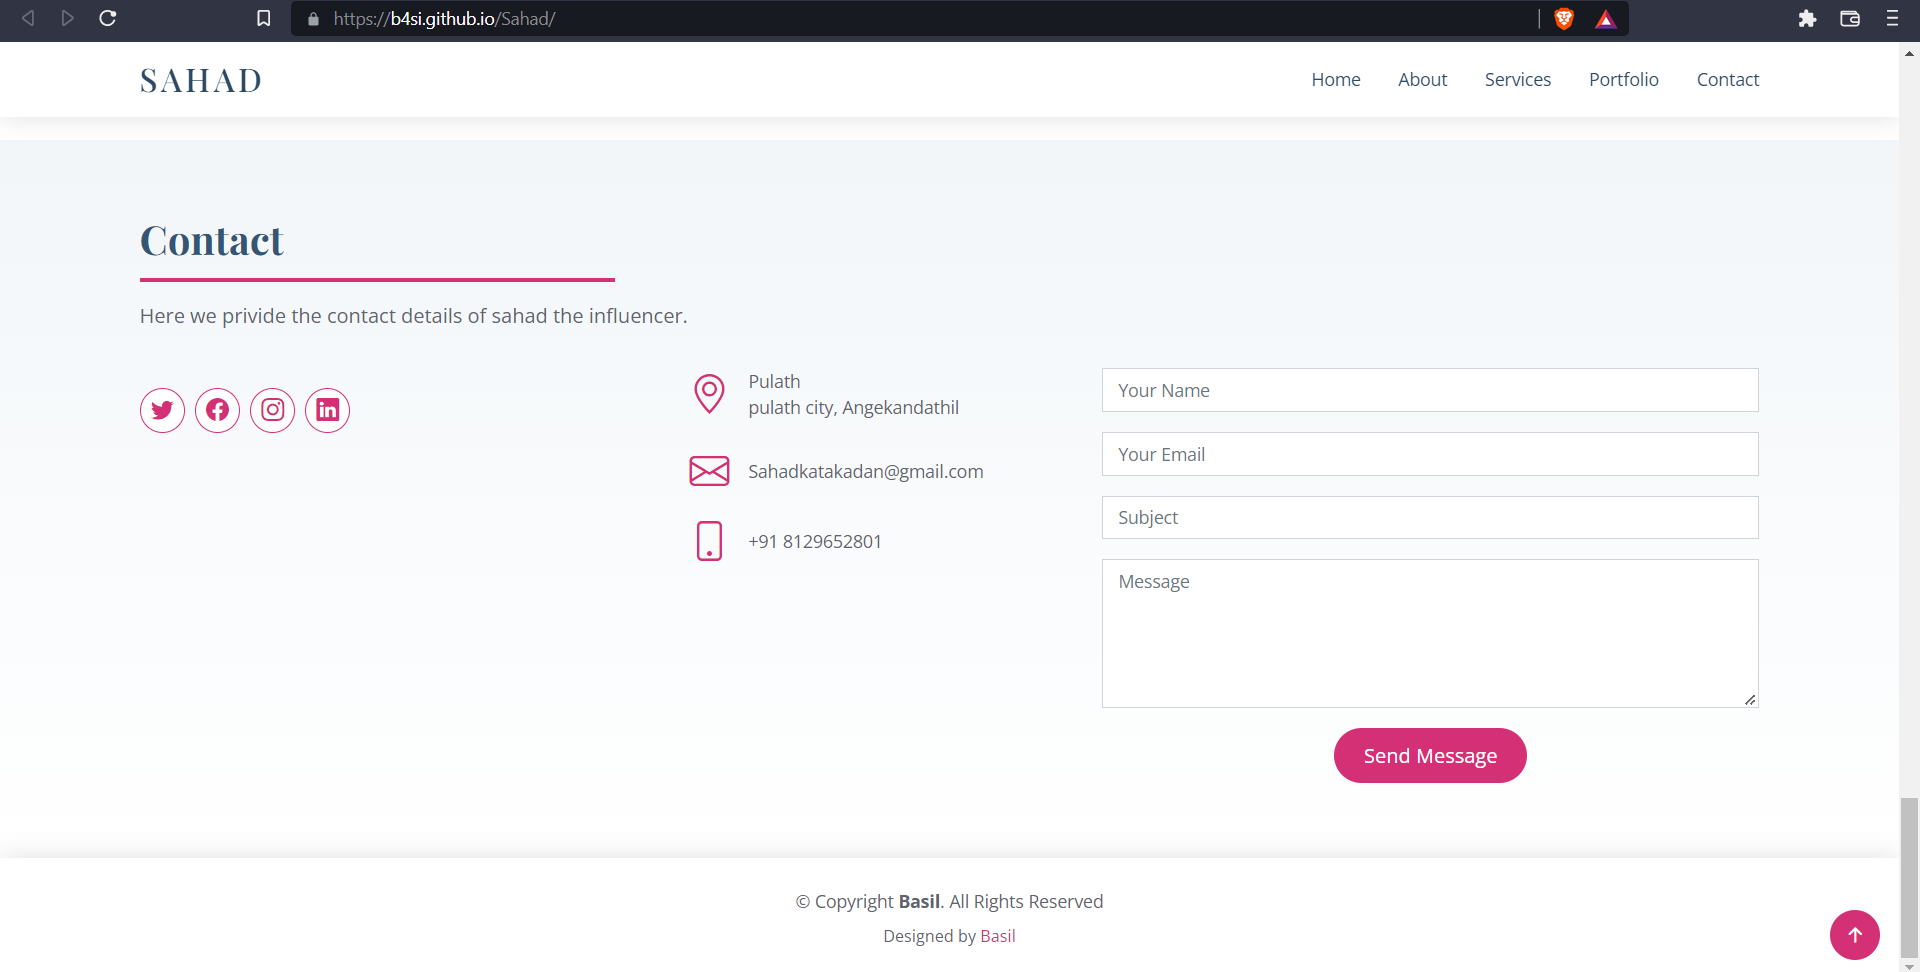 https://b4si.github.io/Sahad/
SAHAD
Home About Services Portfolio Contact
Contact
Here we privide the contact details of sahad the influencer.
Pulath
pulath city, Angekandathil
Sahadkatakadan@gmail.com
+91 8129652801
Your Name
Your Email
Subject
Message
Send Message
© Copyright Basil. All Rights Reserved
Designed by Basil